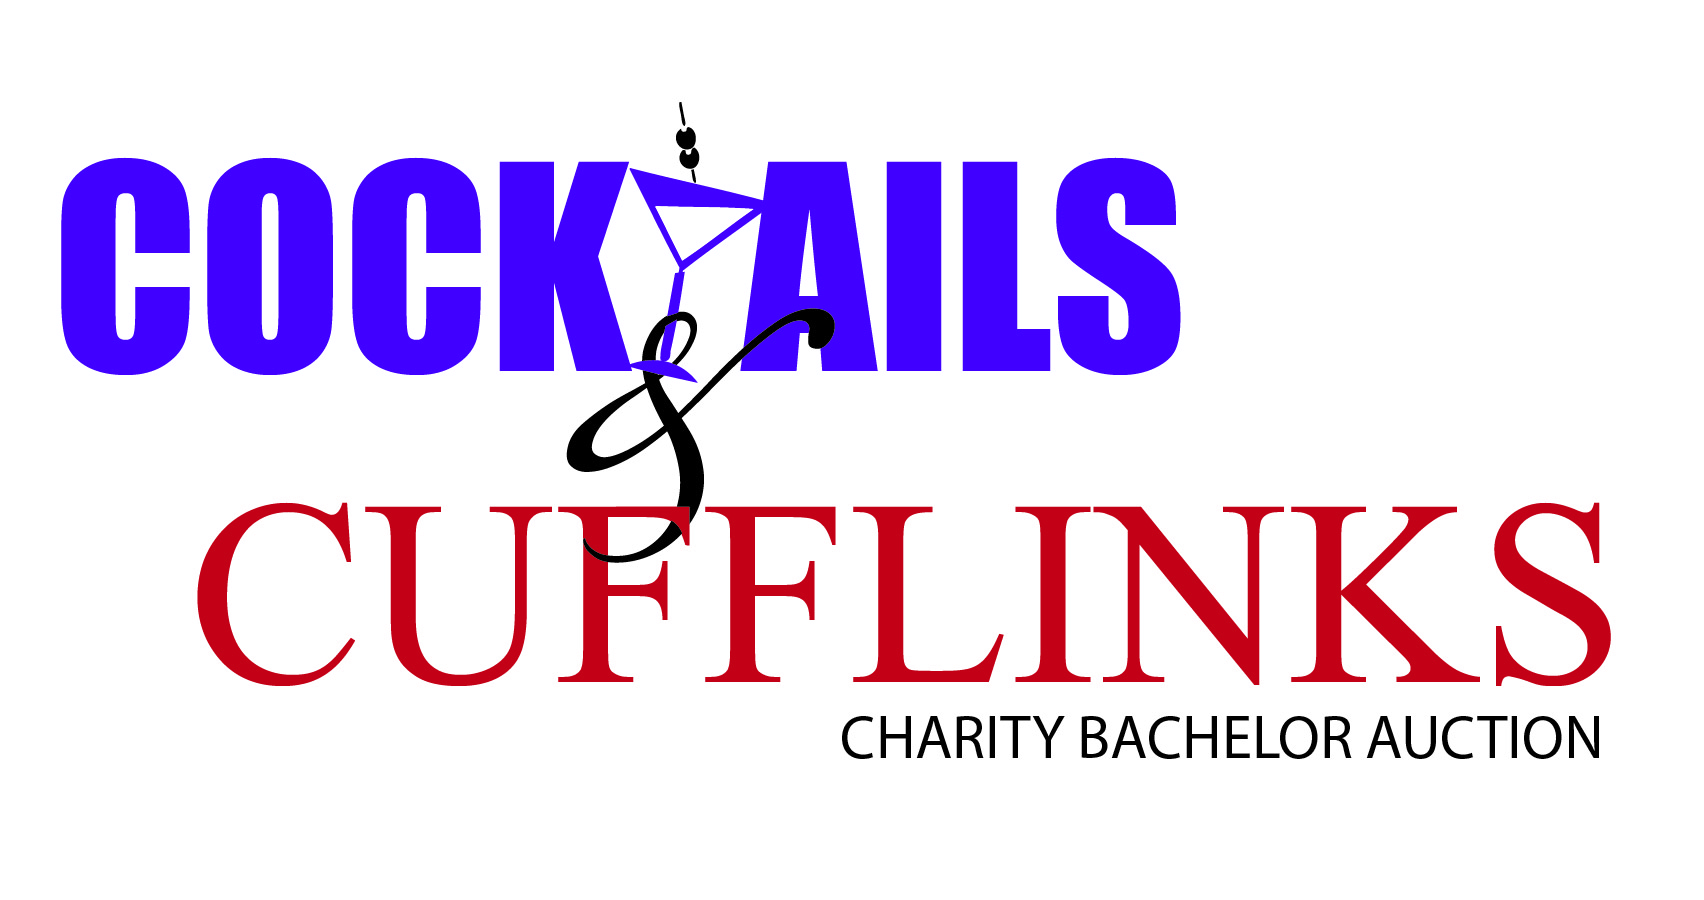 COCKTAILS
&
CUFFLINKS
CHARITY BACHELOR AUCTION